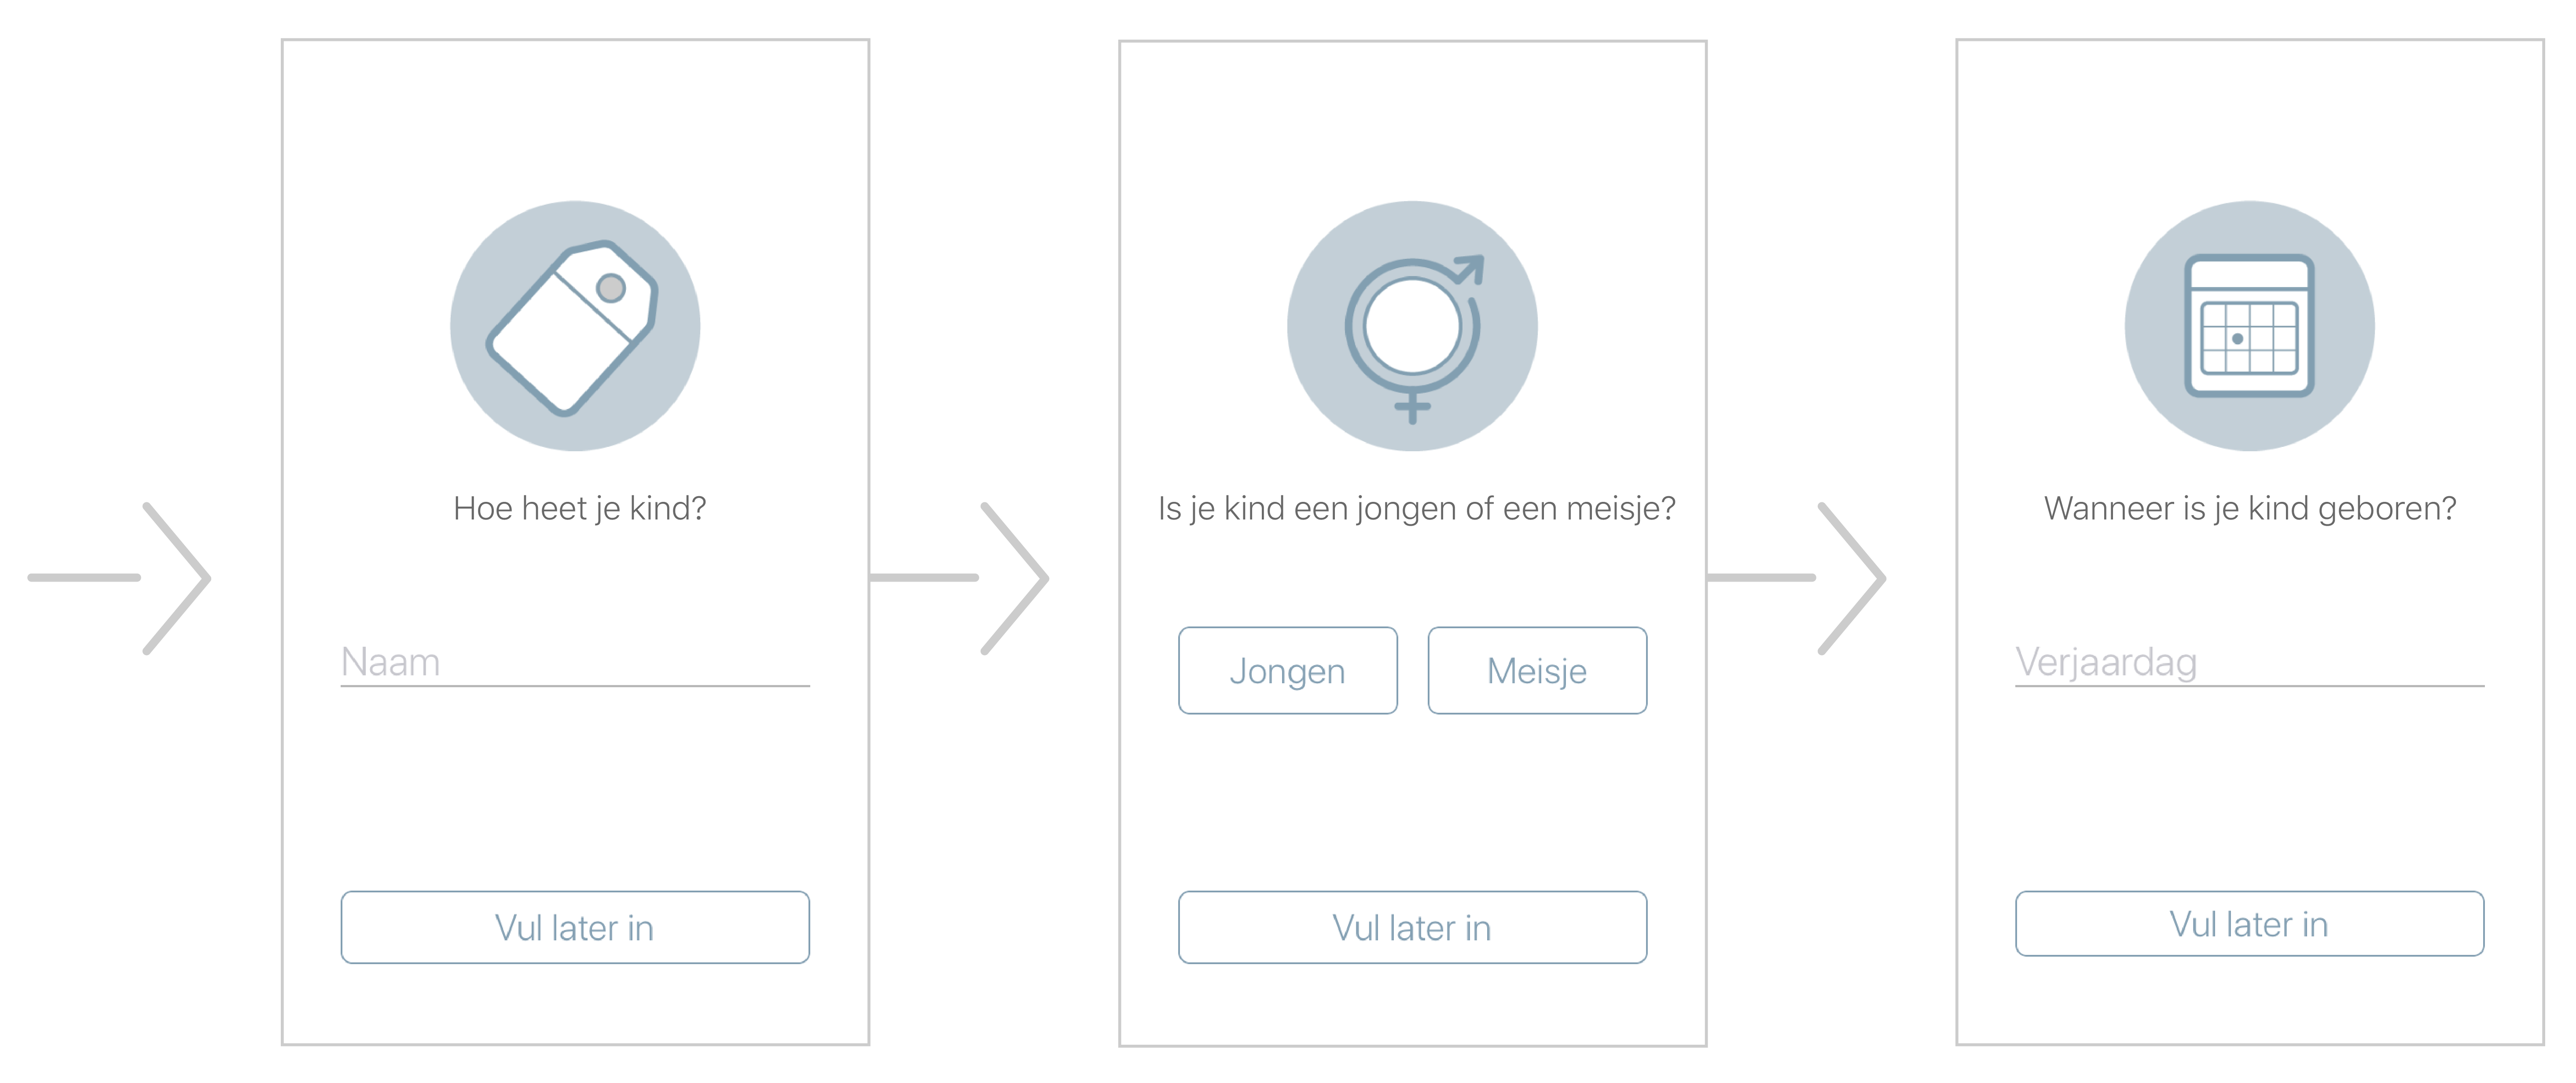 Hoe heet je kind?
Naam
Vul later in
Is je kind een jongen of een meisje?
Jongen
Meisje
Vul later in
Wanneer is je kind geboren?
Verjaardag
Vul later in